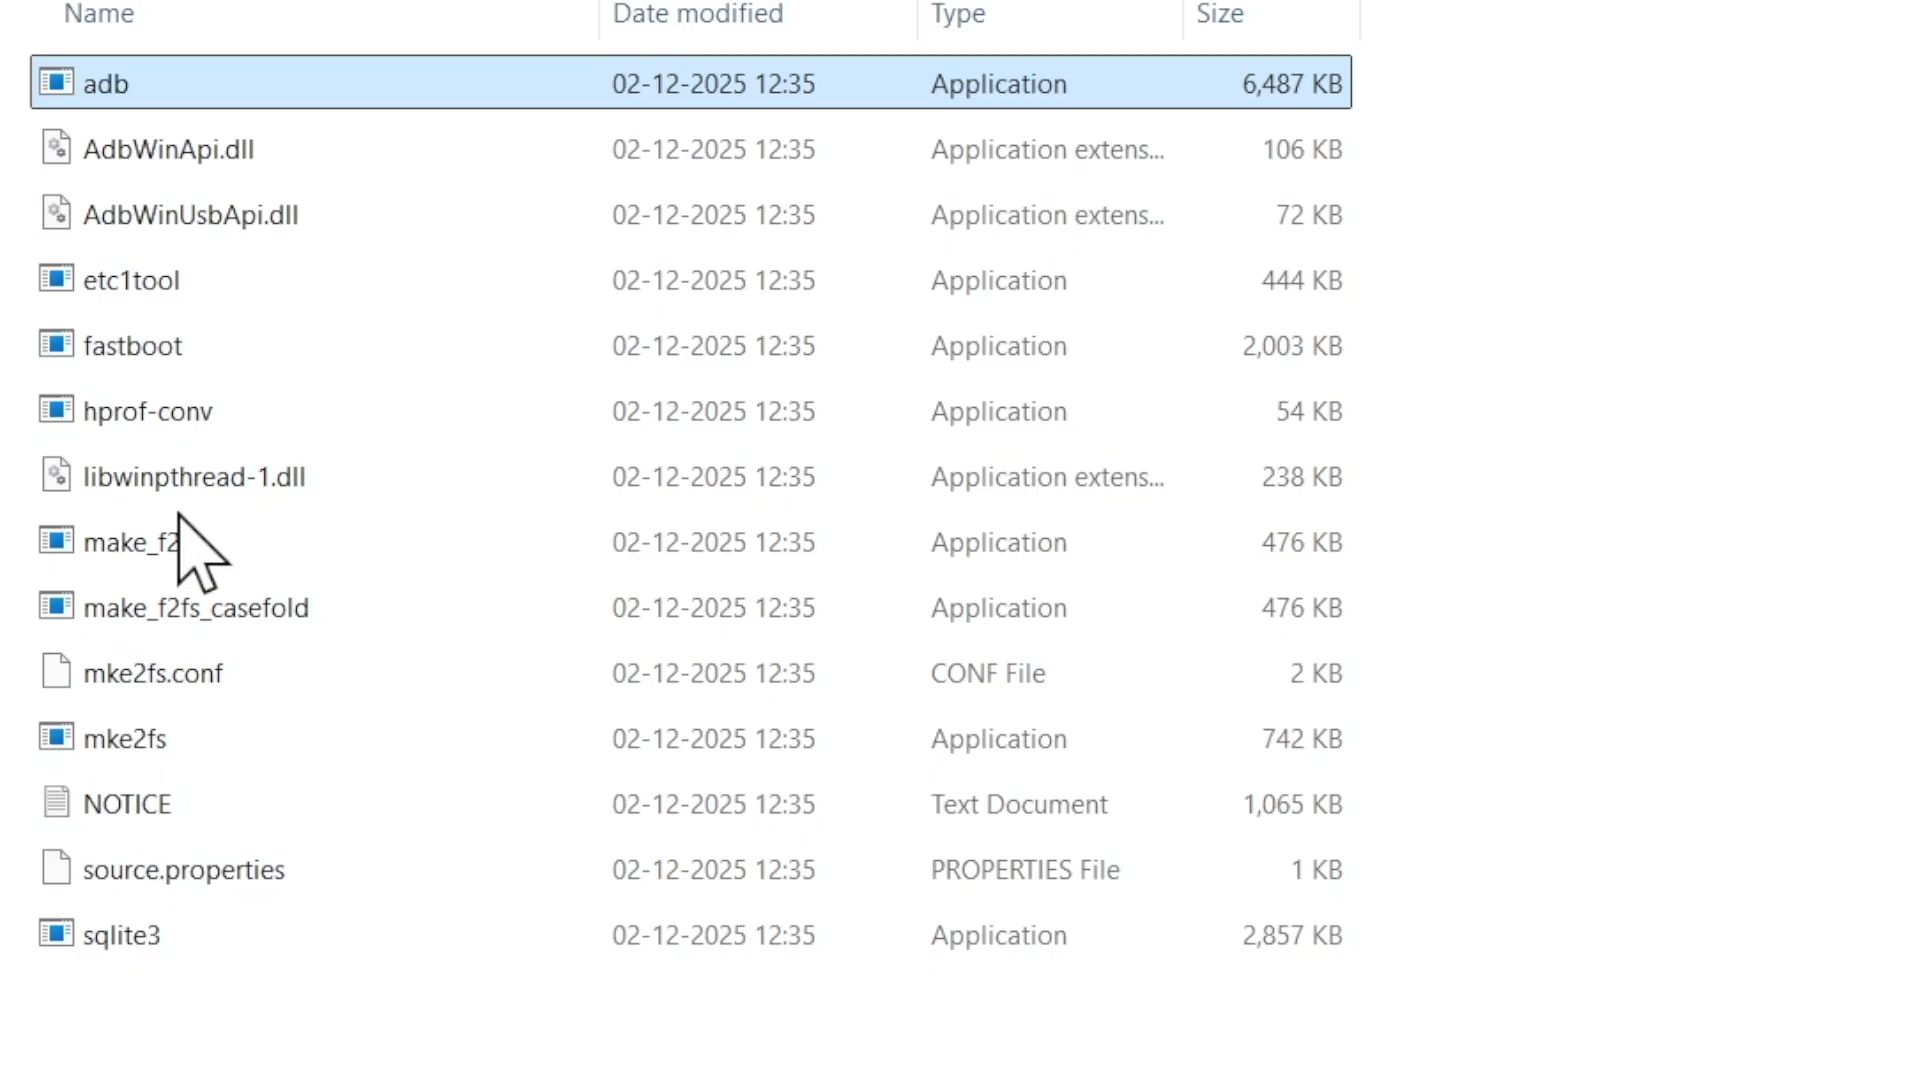 Name Date modified Type Size
adb 02-12-2025 12:35 Application 6,487 KB
AdbWinApi.dll 02-12-2025 12:35 Application extens... 106 KB
AdbWinUsbApi.dll 02-12-2025 12:35 Application extens... 72 KB
etc1tool 02-12-2025 12:35 Application 444 KB
fastboot 02-12-2025 12:35 Application 2,003 KB
hprof-conv 02-12-2025 12:35 Application 54 KB
libwinpthread-1.dll 02-12-2025 12:35 Application extens... 238 KB
make_f2 02-12-2025 12:35 Application 476 KB
make_f2fs_casefold 02-12-2025 12:35 Application 476 KB
mke2fs.conf 02-12-2025 12:35 CONF File 2 KB
mke2fs 02-12-2025 12:35 Application 742 KB
NOTICE 02-12-2025 12:35 Text Document 1,065 KB
source.properties 02-12-2025 12:35 PROPERTIES File 1 KB
sqlite3 02-12-2025 12:35 Application 2,857 KB